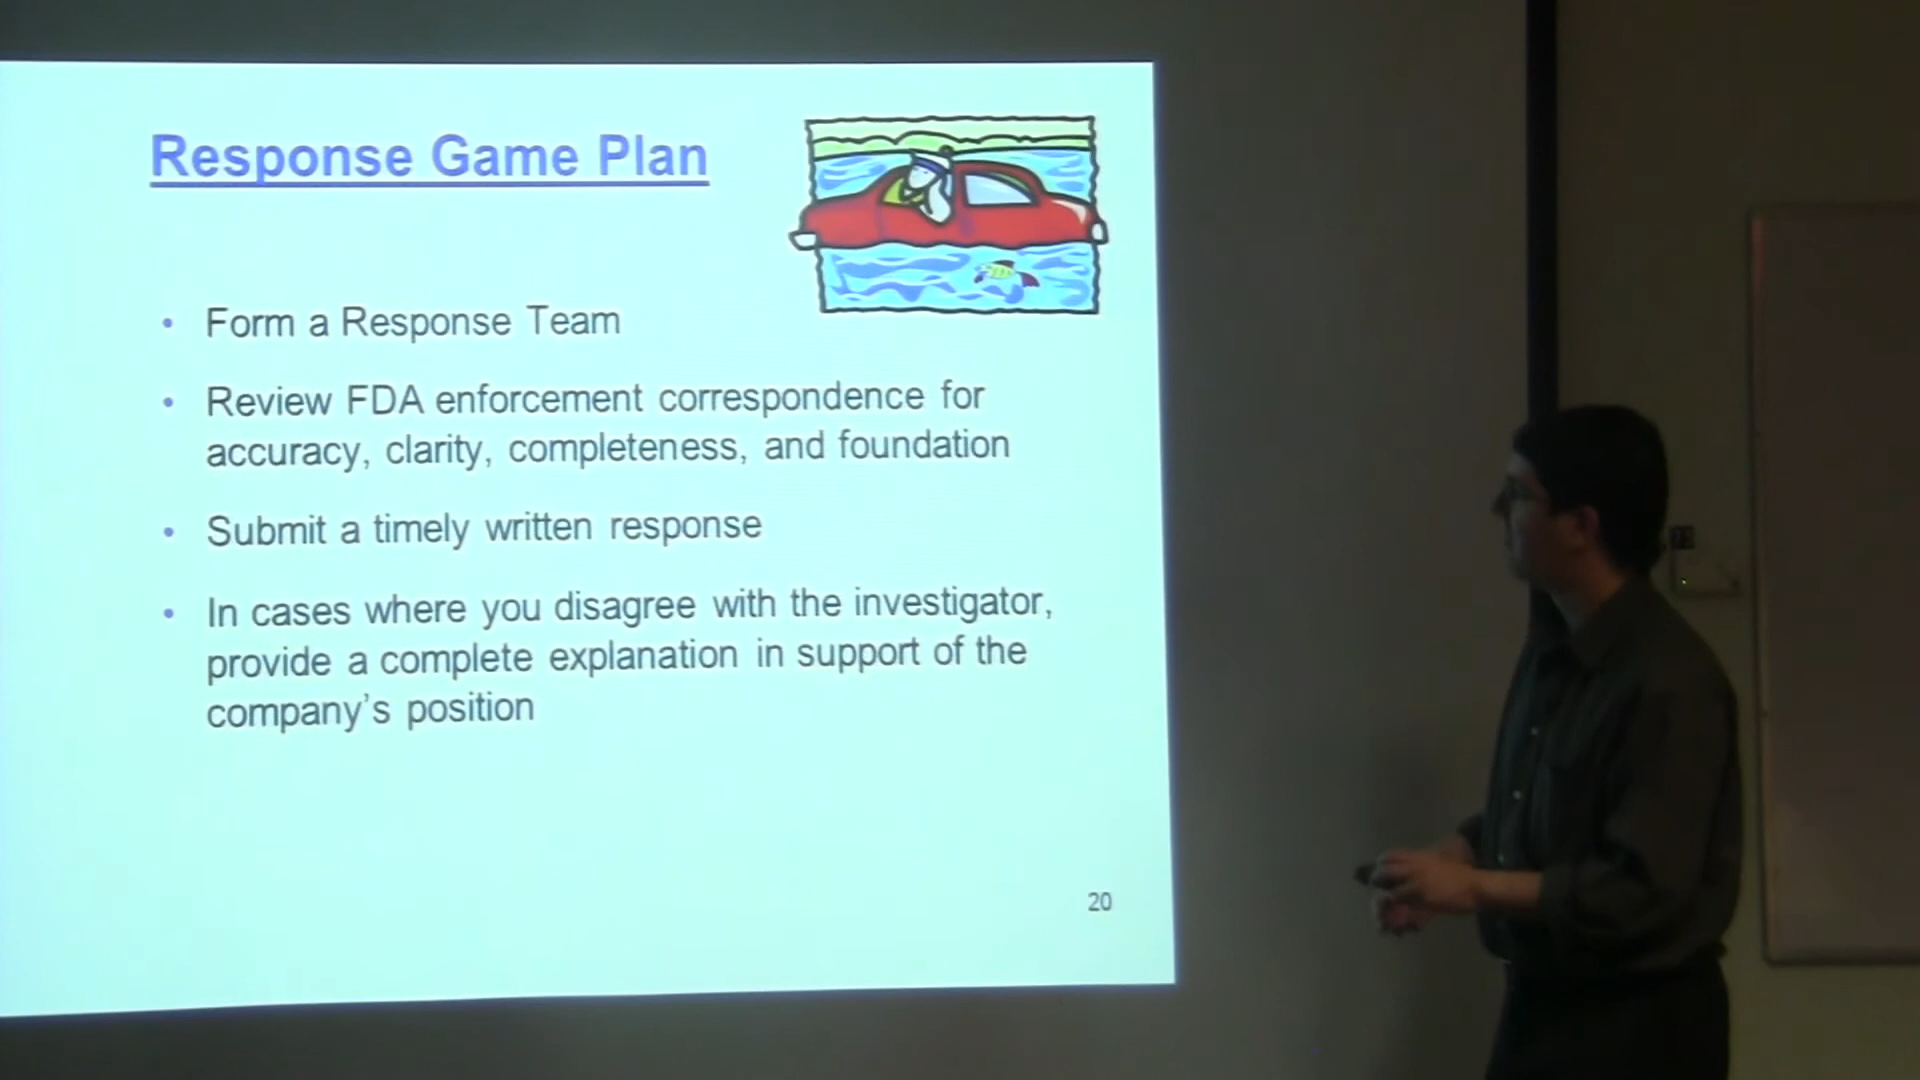 Response Game Plan
• Form a Response Team
• Review FDA enforcement correspondence for
accuracy, clarity, completeness, and foundation
• Submit a timely written response
• In cases where you disagree with the investigator,
provide a complete explanation in support of the
company's position
20